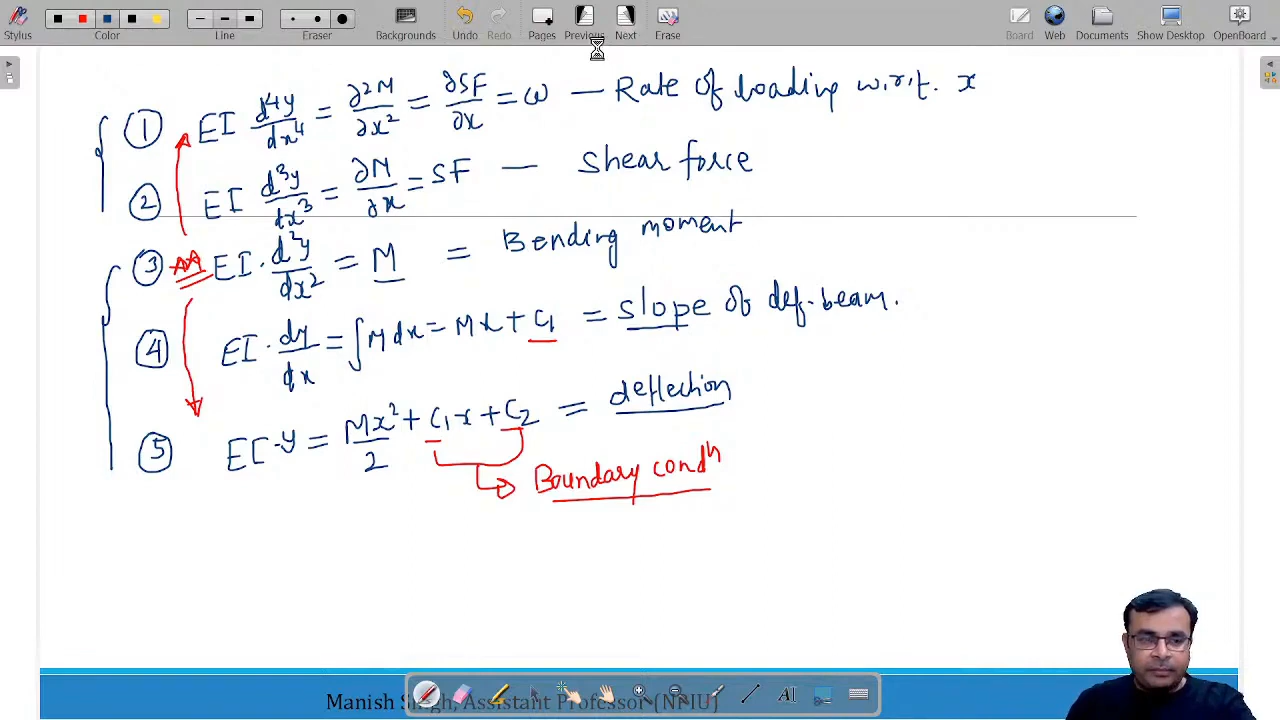 Stylus Color Line Eraser Backgrounds Undo Redo Pages Previous Next Erase Board Web Documents Show Desktop OpenBoard
① EI d⁴y/dx⁴ = ∂²M/∂x² = ∂SF/∂x = ω — Rate of loading w.r.t. x
② EI d³y/dx³ = ∂M/∂x = SF — Shear force
③ EI · d²y/dx² = M = Bending moment
④ EI · dy/dx = ∫M dx = Mx + C₁ = slope of def. beam.
⑤ EI · y = Mx²/2 + C₁x + C₂ = deflection
Boundary condⁿ
Manish Singh, Assistant Professor (NPIU)